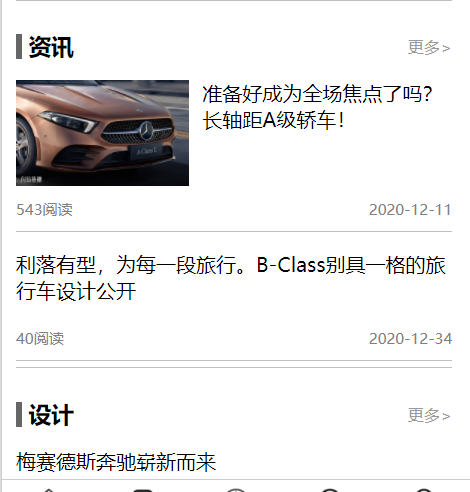 资讯
更多>
准备好成为全场焦点了吗？
长轴距A级轿车！
543阅读
2020-12-11
利落有型，为每一段旅行。B-Class别具一格的旅
行车设计公开
40阅读
2020-12-34
设计
更多>
梅赛德斯奔驰崭新而来